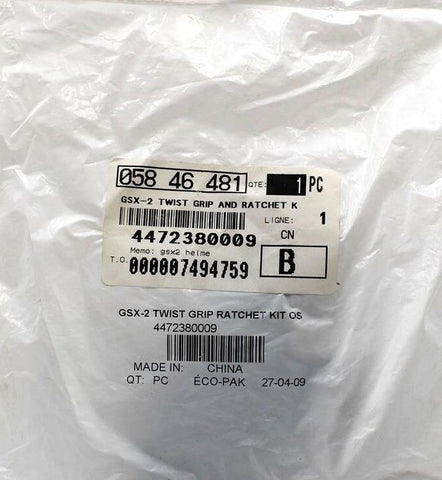 058 46 481 QTE: 1 PC
GSX-2 TWIST GRIP AND RATCHET K
LIGNE: 1
4472380009 CN
Memo: gsx2 helme
T.O. 000007494759 B
GSX-2 TWIST GRIP RATCHET KIT OS
4472380009
MADE IN: CHINA
QT: PC ÉCO-PAK 27-04-09